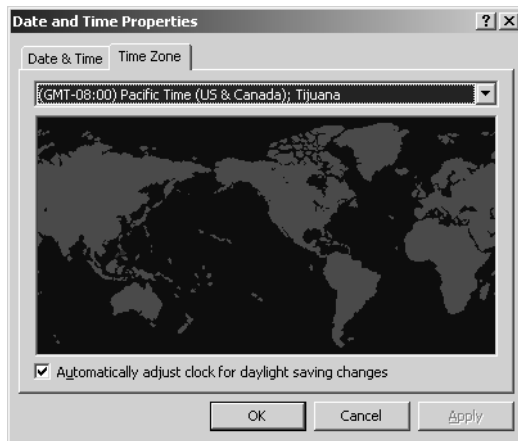 Date and Time Properties
Date & Time
Time Zone
(GMT-08:00) Pacific Time (US & Canada); Tijuana
Automatically adjust clock for daylight saving changes
OK
Cancel
Apply